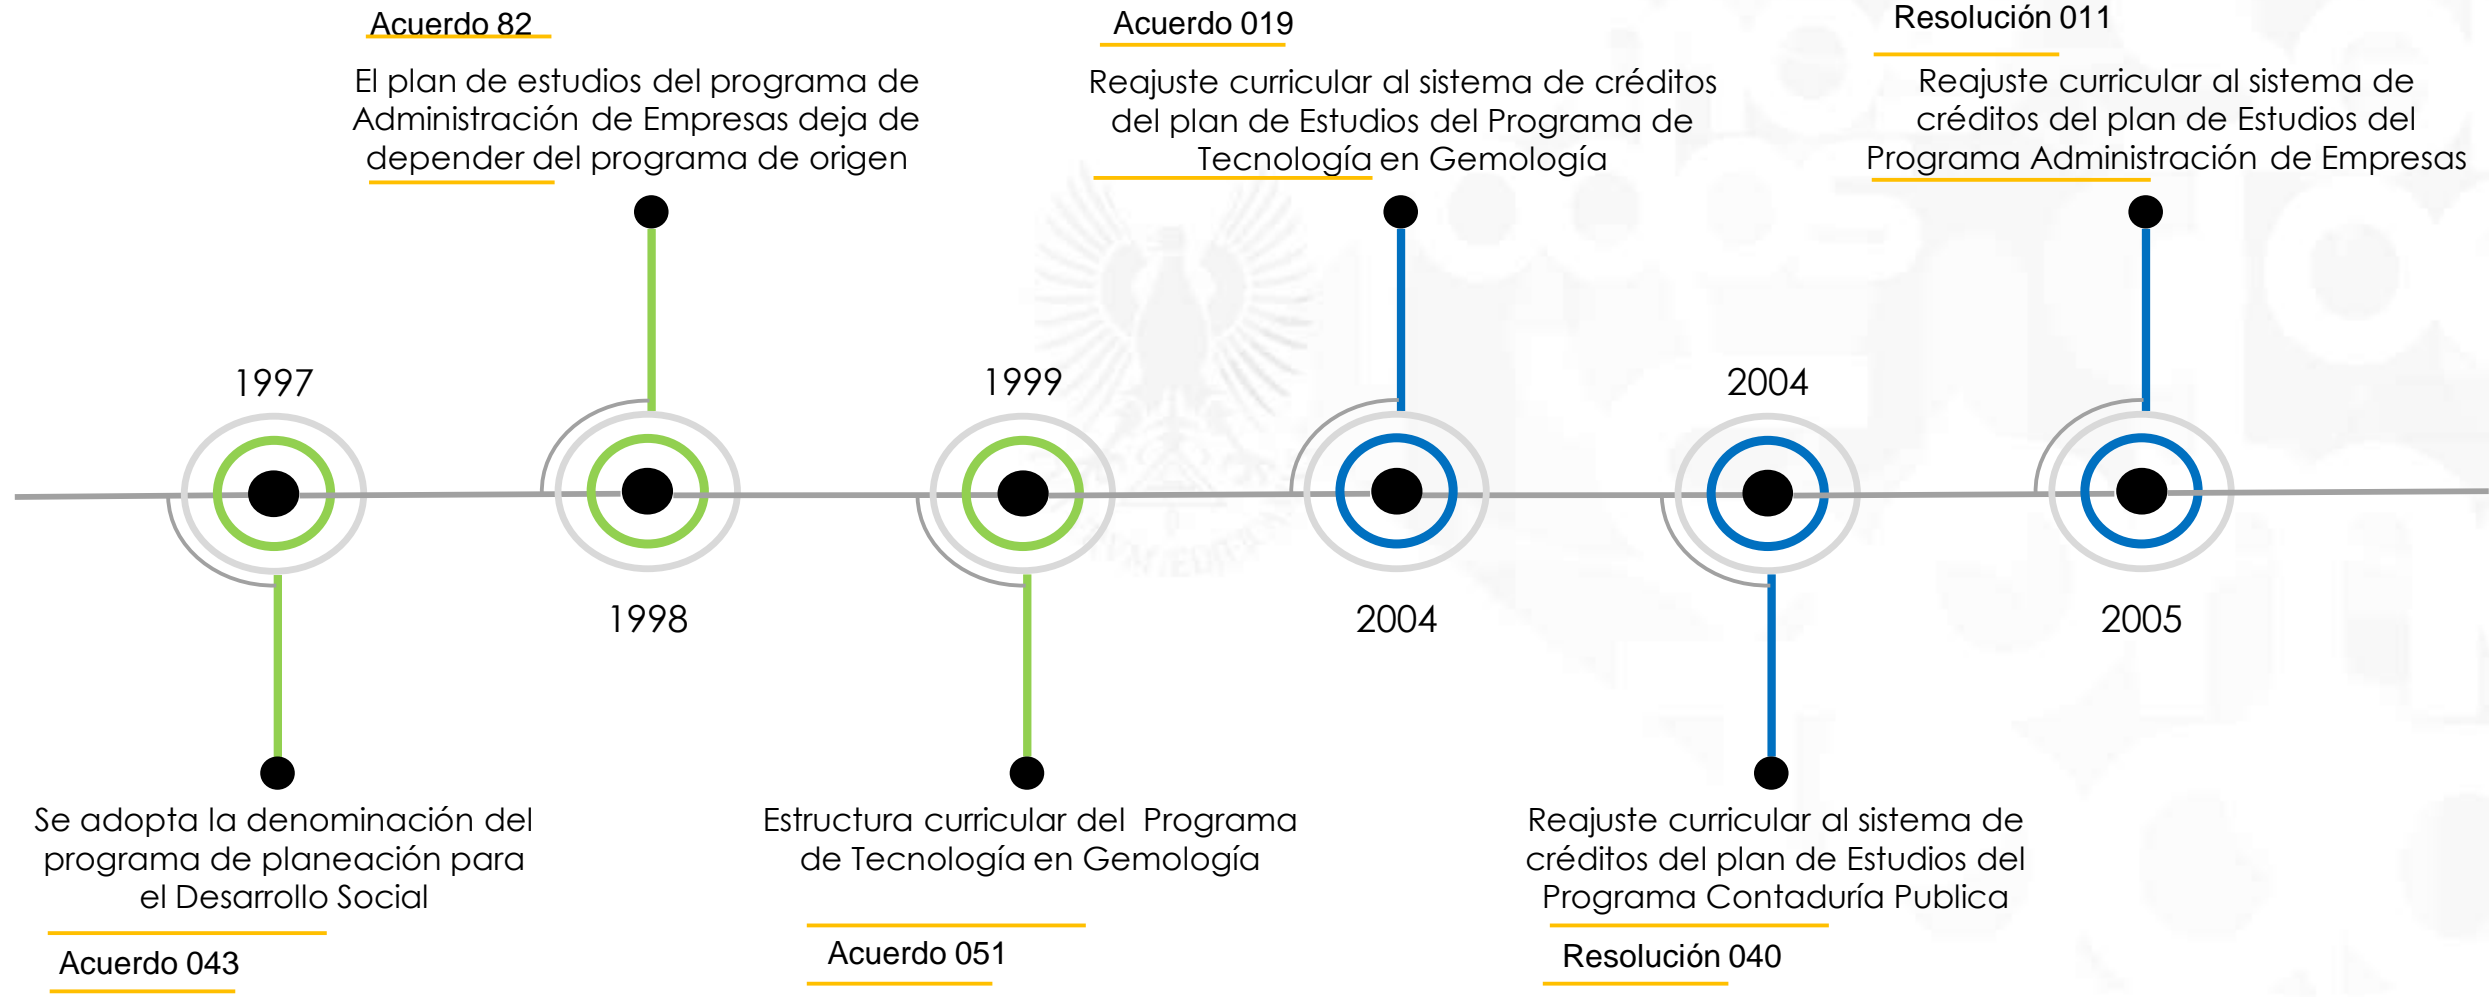 Acuerdo 82
El plan de estudios del programa de
Administración de Empresas deja de
depender del programa de origen
Acuerdo 019
Reajuste curricular al sistema de créditos
del plan de Estudios del Programa de
Tecnología en Gemología
Resolución 011
Reajuste curricular al sistema de
créditos del plan de Estudios del
Programa Administración de Empresas
1997
1999
2004
1998
2004
2005
Se adopta la denominación del
programa de planeación para
el Desarrollo Social
Acuerdo 043
Estructura curricular del Programa
de Tecnología en Gemología
Acuerdo 051
Reajuste curricular al sistema de
créditos del plan de Estudios del
Programa Contaduría Publica
Resolución 040